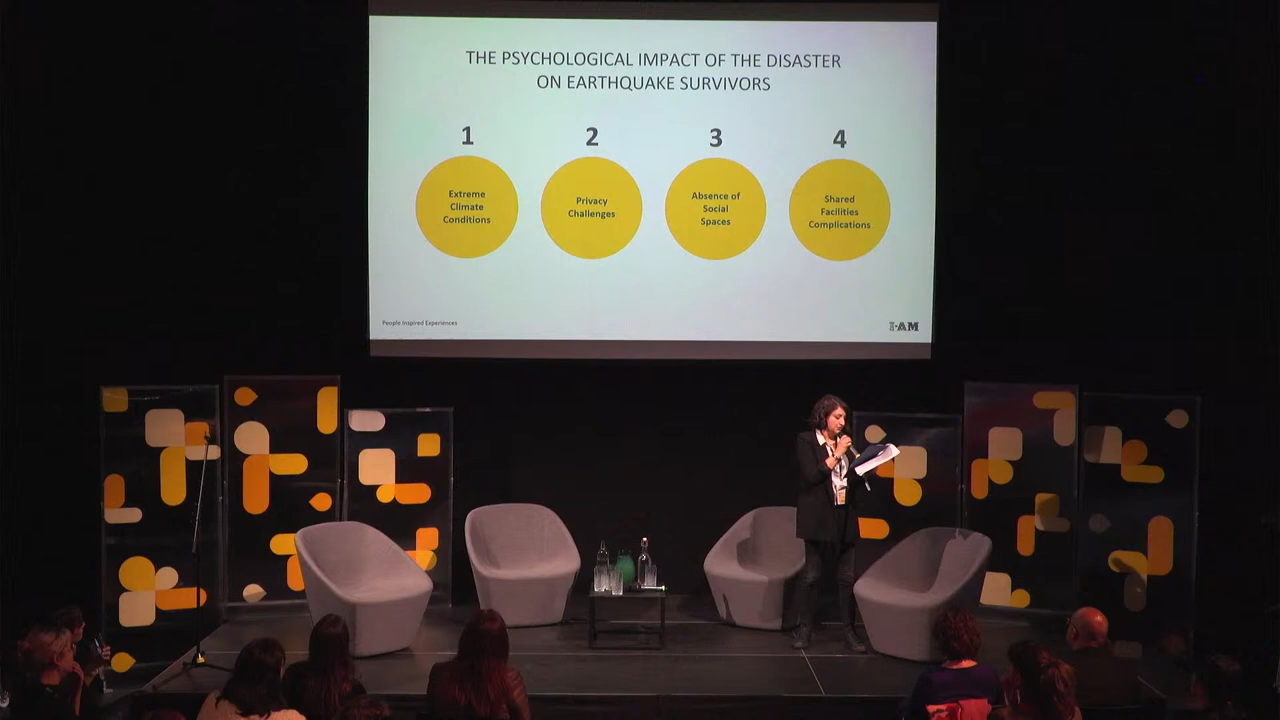 THE PSYCHOLOGICAL IMPACT OF THE DISASTER
ON EARTHQUAKE SURVIVORS
1
Extreme
Climate
Conditions
2
Privacy
Challenges
3
Absence of
Social
Spaces
4
Shared
Facilities
Complications
People Inspired Experiences
I-AM